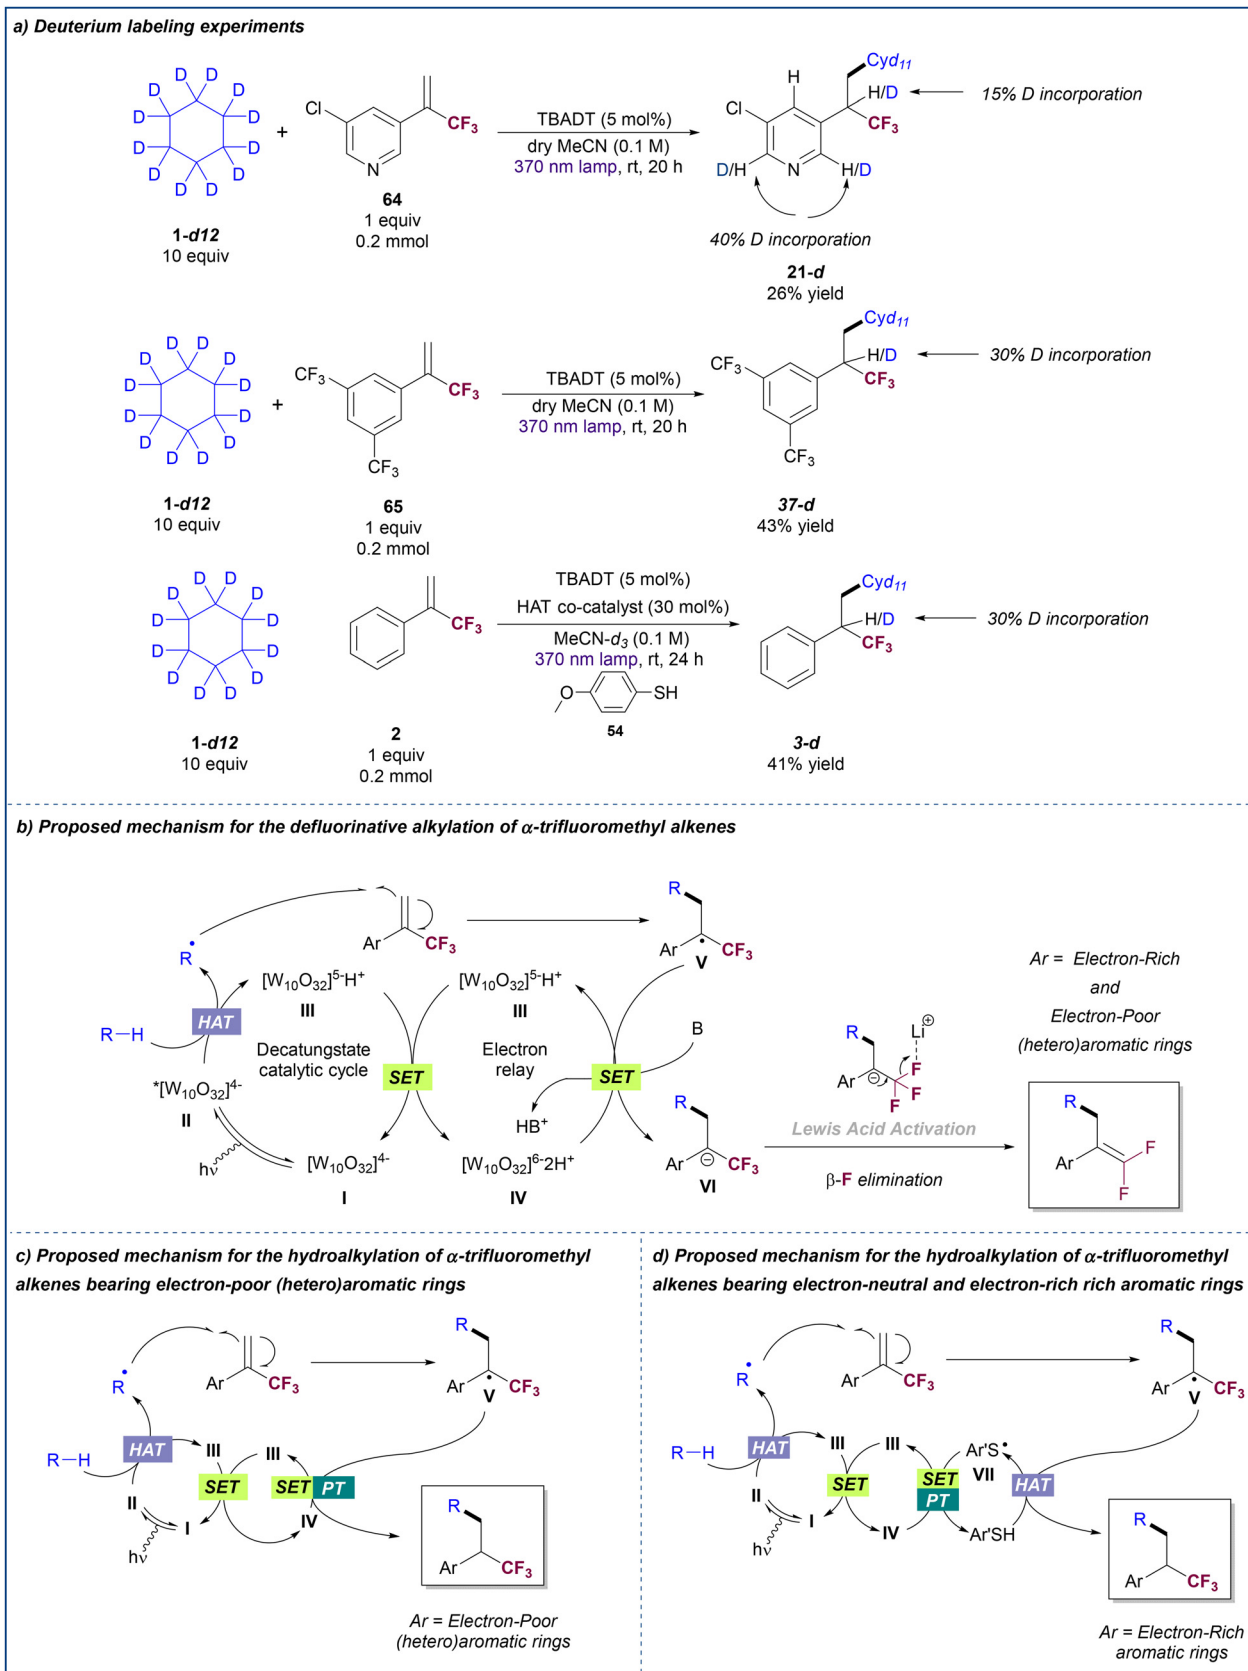 a) Deuterium labeling experiments
D D
D D
D D
D D
D D
D D
1-d12
10 equiv
+
Cl
N
CF3
64
1 equiv
0.2 mmol
TBADT (5 mol%)
dry MeCN (0.1 M)
370 nm lamp, rt, 20 h
Cyd11
H
H/D
Cl
CF3
D/H
N
H/D
15% D incorporation
40% D incorporation
21-d
26% yield
D D
D D
D D
D D
D D
D D
1-d12
10 equiv
+
CF3
CF3
CF3
65
1 equiv
0.2 mmol
TBADT (5 mol%)
dry MeCN (0.1 M)
370 nm lamp, rt, 20 h
Cyd11
H/D
CF3
CF3
CF3
30% D incorporation
37-d
43% yield
D D
D D
D D
D D
D D
D D
1-d12
10 equiv
CF3
2
1 equiv
0.2 mmol
TBADT (5 mol%)
HAT co-catalyst (30 mol%)
MeCN-d3 (0.1 M)
370 nm lamp, rt, 24 h
O
SH
54
Cyd11
H/D
CF3
30% D incorporation
3-d
41% yield
b) Proposed mechanism for the defluorinative alkylation of α-trifluoromethyl alkenes
R•
Ar
CF3
R
Ar
•
CF3
V
R–H
HAT
[W10O32]5-H+
III
[W10O32]5-H+
III
Decatungstate
catalytic cycle
SET
Electron
relay
SET
B
HB+
*[W10O32]4-
II
hν
[W10O32]4-
I
[W10O32]6-2H+
IV
R
Ar
⊖
CF3
VI
Li⊕
R
Ar
⊖
F
F
F
Lewis Acid Activation
β-F elimination
Ar = Electron-Rich
and
Electron-Poor
(hetero)aromatic rings
R
Ar
F
F
c) Proposed mechanism for the hydroalkylation of α-trifluoromethyl
alkenes bearing electron-poor (hetero)aromatic rings
R•
Ar
CF3
R
Ar
•
CF3
V
R–H
HAT
III
III
SET
SET PT
II
I
IV
hν
R
Ar
CF3
Ar = Electron-Poor
(hetero)aromatic rings
d) Proposed mechanism for the hydroalkylation of α-trifluoromethyl
alkenes bearing electron-neutral and electron-rich rich aromatic rings
R•
Ar
CF3
R
Ar
•
CF3
V
R–H
HAT
III
III
Ar'S•
VII
SET
SET
PT
HAT
II
I
IV
Ar'SH
hν
R
Ar
CF3
Ar = Electron-Rich
aromatic rings